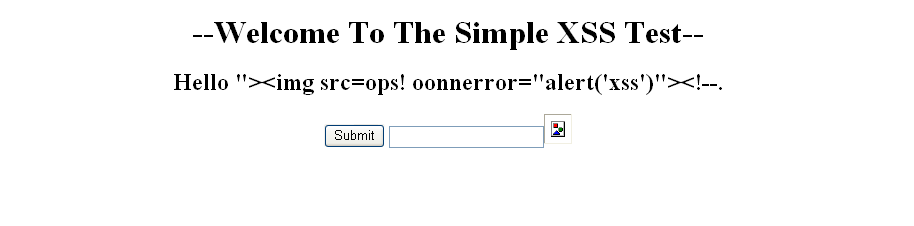 --Welcome To The Simple XSS Test--
Hello "><img src=ops! oonnerror="alert('xss')"><!--.
Submit